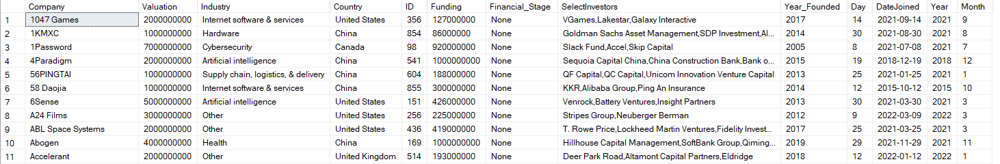 Company Valuation Industry Country ID Funding Financial_Stage SelectInvestors Year_Founded Day DateJoined Year Month
1 1047 Games 2000000000 Internet software & services United States 356 127000000 None VGames,Lakestar,Galaxy Interactive 2017 14 2021-09-14 2021 9
2 1KMXC 1000000000 Hardware China 854 86000000 None Goldman Sachs Asset Management,SDP Investment,Al... 2014 30 2021-08-30 2021 8
3 1Password 7000000000 Cybersecurity Canada 98 920000000 None Slack Fund,Accel,Skip Capital 2005 8 2021-07-08 2021 7
4 4Paradigm 2000000000 Artificial intelligence China 541 1000000000 None Sequoia Capital China,China Construction Bank,Bank o... 2015 19 2018-12-19 2018 12
5 56PINGTAI 1000000000 Supply chain, logistics, & delivery China 604 188000000 None QF Capital,QC Capital,Unicom Innovation Venture Capital 2013 25 2021-01-25 2021 1
6 58 Daojia 1000000000 Internet software & services China 855 300000000 None KKR,Alibaba Group,Ping An Insurance 2014 12 2015-10-12 2015 10
7 6Sense 5000000000 Artificial intelligence United States 151 426000000 None Venrock,Battery Ventures,Insight Partners 2013 30 2021-03-30 2021 3
8 A24 Films 3000000000 Other United States 256 225000000 None Stripes Group,Neuberger Berman 2012 9 2022-03-09 2022 3
9 ABL Space Systems 2000000000 Other United States 436 419000000 None T. Rowe Price,Lockheed Martin Ventures,Fidelity Invest... 2017 25 2021-03-25 2021 3
10 Abogen 4000000000 Health China 169 1000000000 None Hillhouse Capital Management,SoftBank Group,Qiming... 2019 29 2021-11-29 2021 11
11 Accelerant 2000000000 Other United Kingdom 514 193000000 None Deer Park Road,Altamont Capital Partners,Eldridge 2018 12 2022-01-12 2022 1